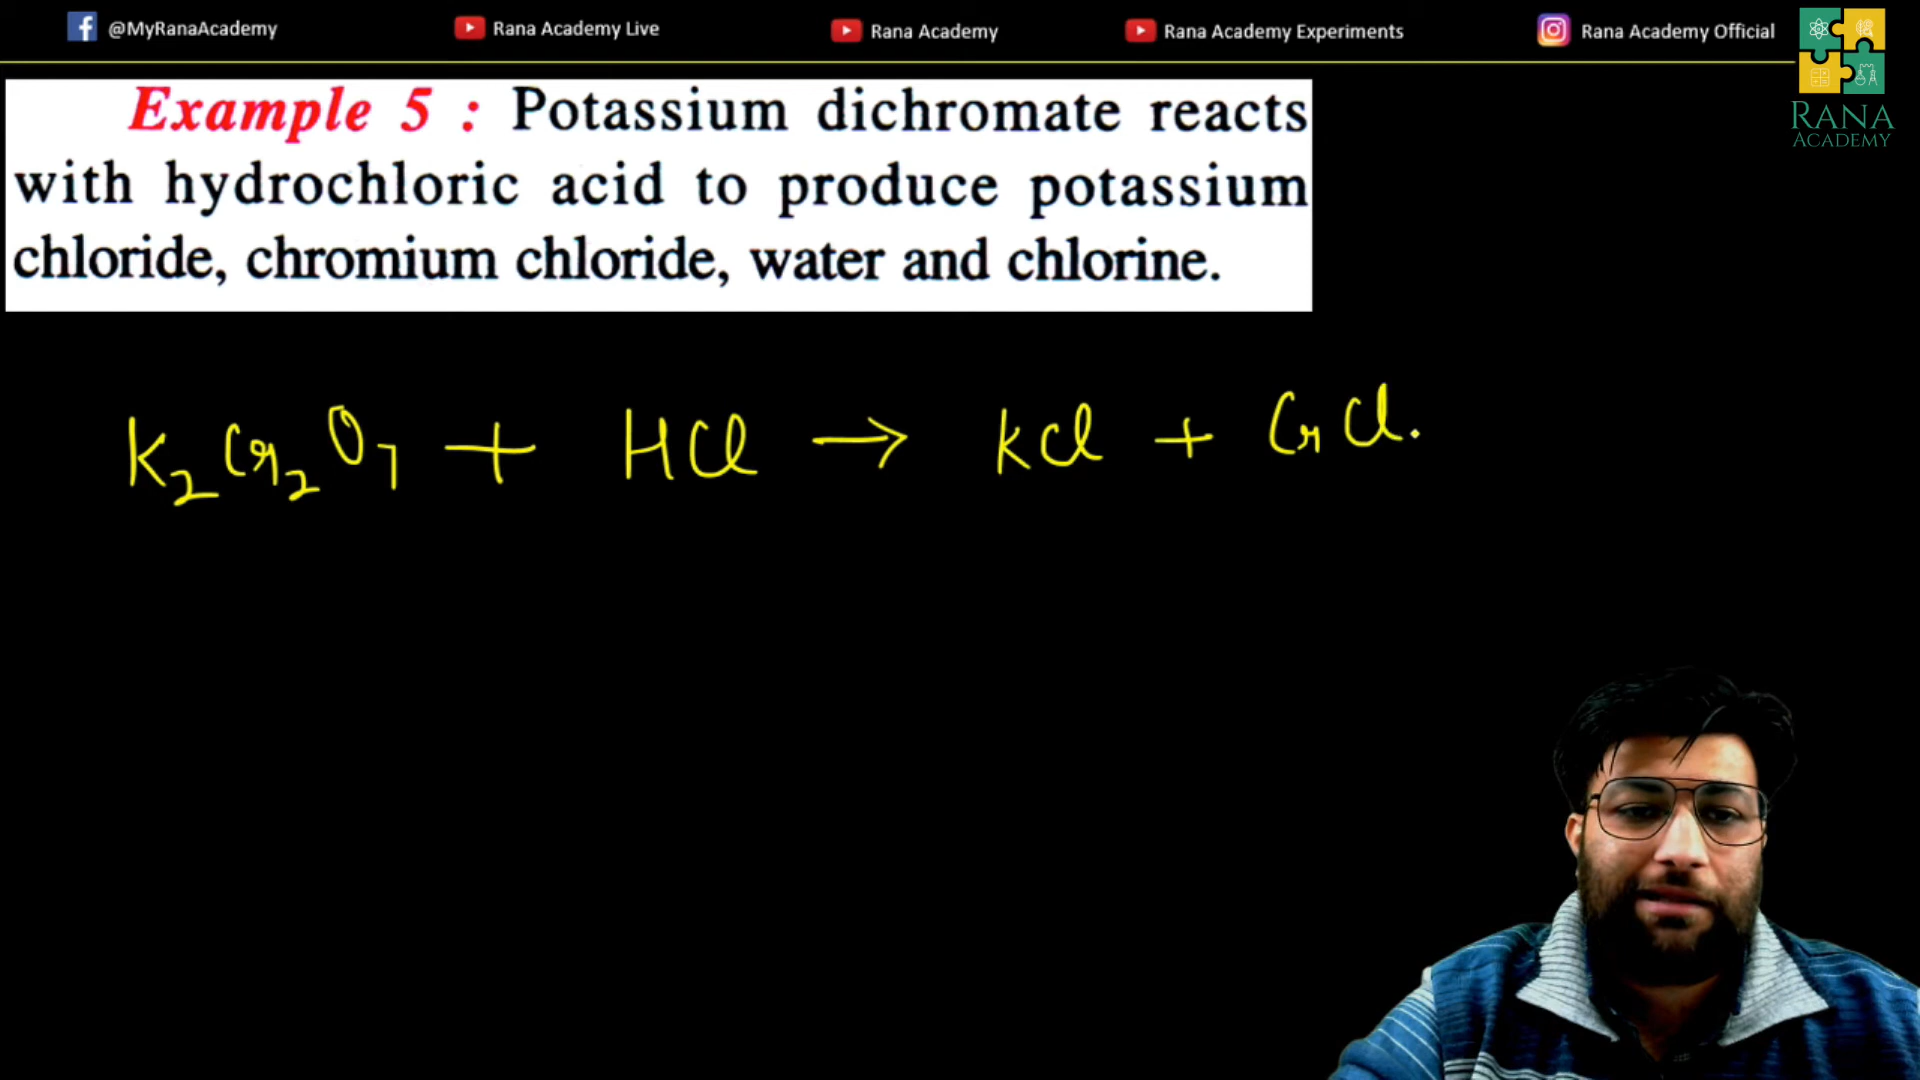 @MyRanaAcademy Rana Academy Live Rana Academy Rana Academy Experiments Rana Academy Official
RANA
ACADEMY
Example 5 : Potassium dichromate reacts
with hydrochloric acid to produce potassium
chloride, chromium chloride, water and chlorine.
K₂Cr₂O₇ + HCl → KCl + CrCl.